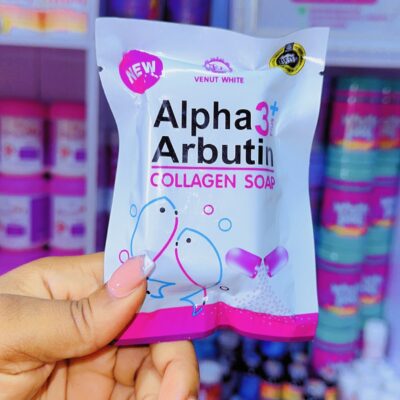 NEW
VENUT WHITE
Alpha 3+
Arbutin
COLLAGEN SOAP